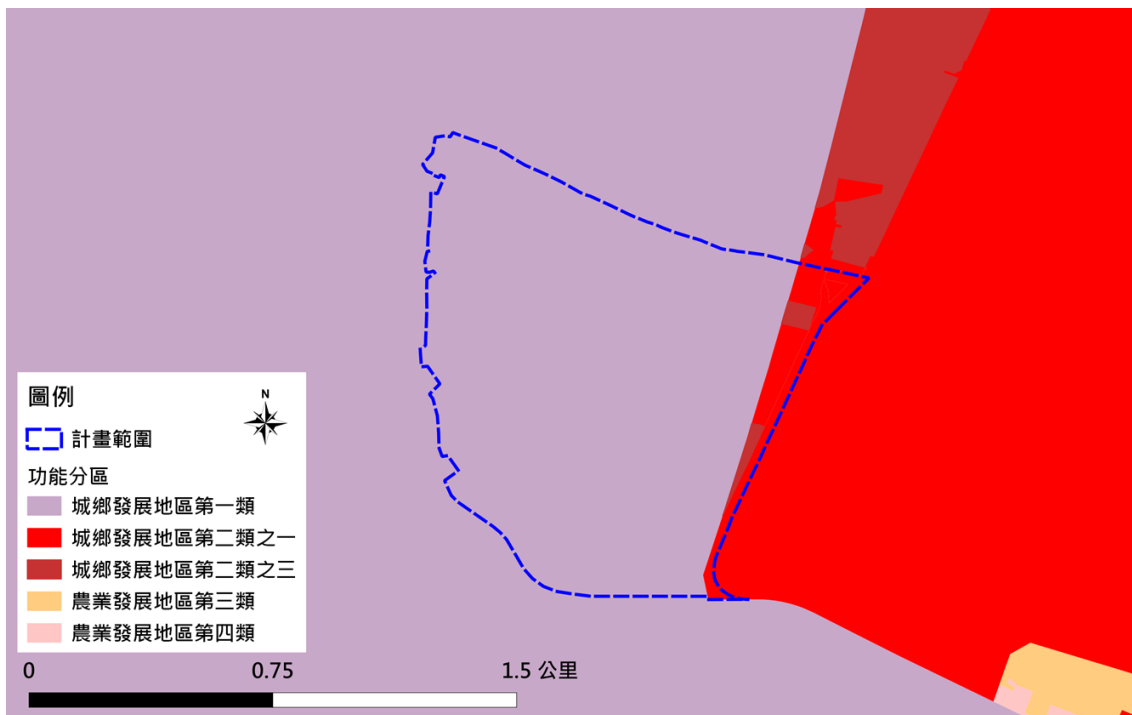 圖例
N
計畫範圍
功能分區
城鄉發展地區第一類
城鄉發展地區第二類之一
城鄉發展地區第二類之三
農業發展地區第三類
農業發展地區第四類
0 0.75 1.5 公里